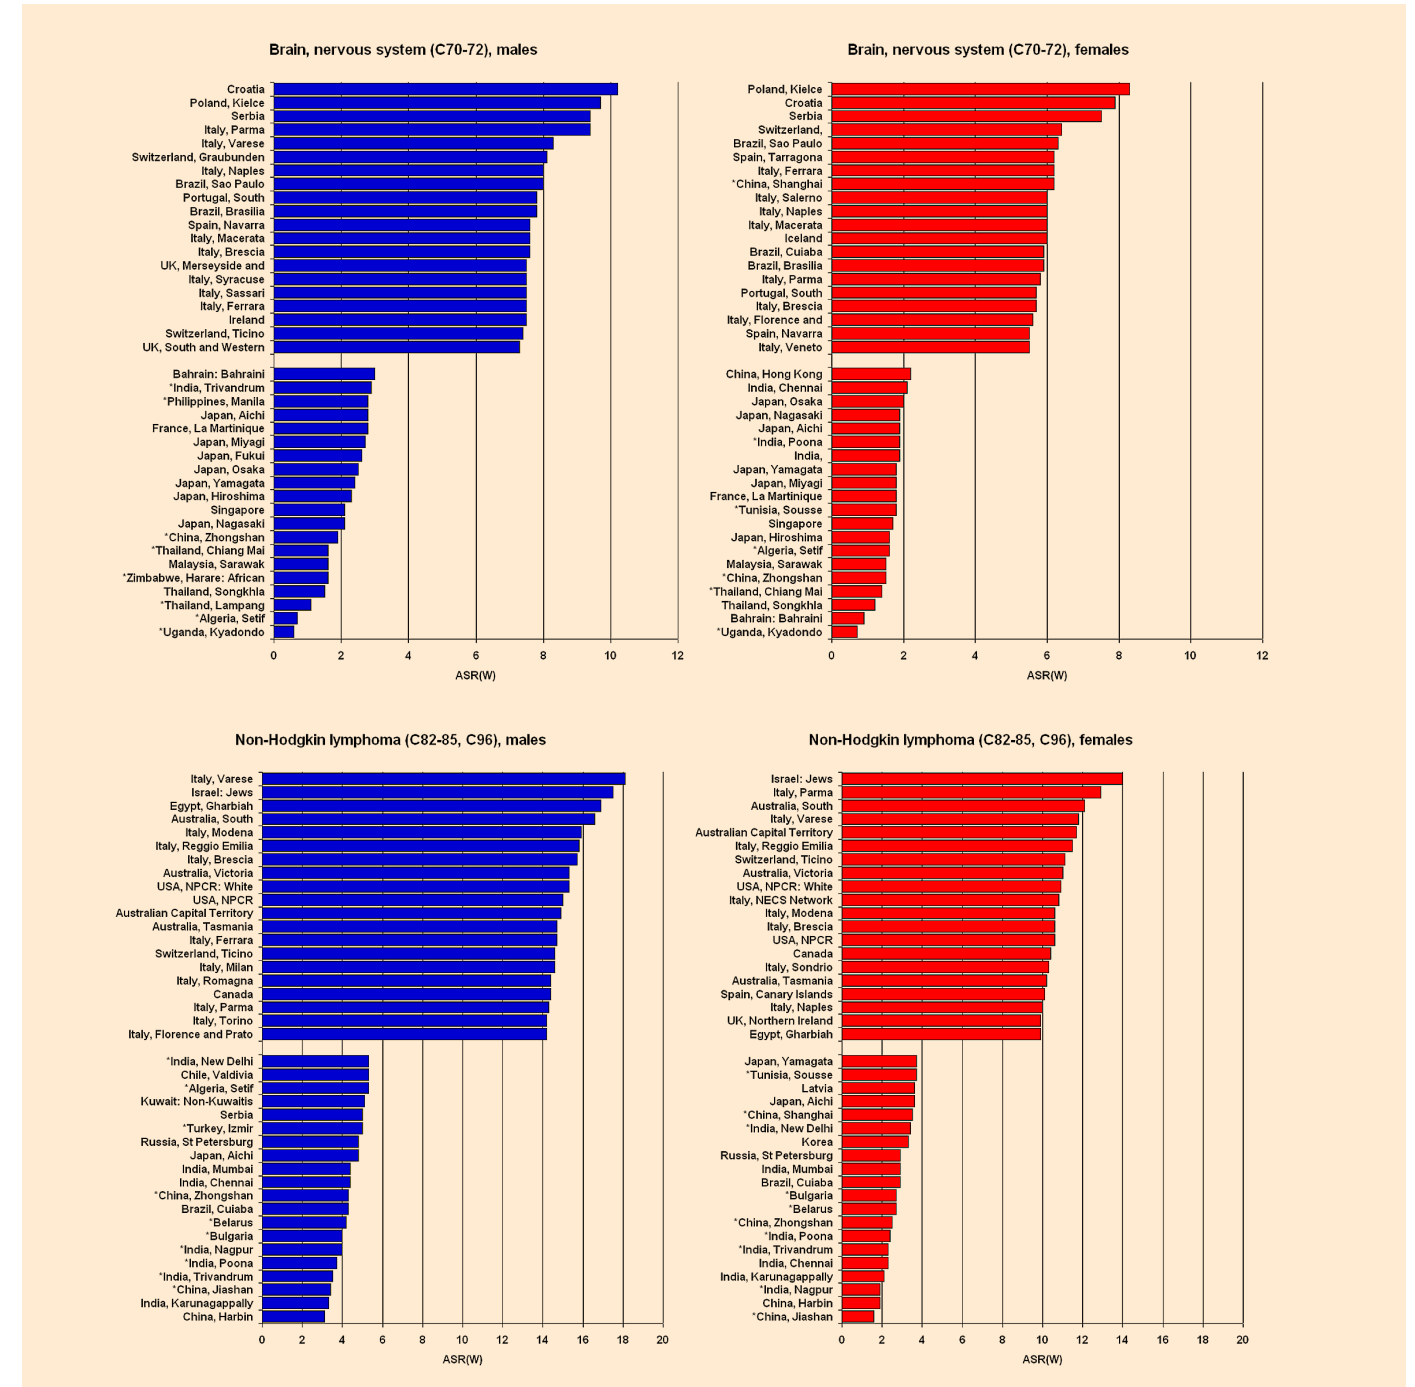 Brain, nervous system (C70-72), males
Croatia
Poland, Kielce
Serbia
Italy, Parma
Italy, Varese
Switzerland, Graubunden
Italy, Naples
Brazil, Sao Paulo
Portugal, South
Brazil, Brasilia
Spain, Navarra
Italy, Macerata
Italy, Brescia
UK, Merseyside and
Italy, Syracuse
Italy, Sassari
Italy, Ferrara
Ireland
Switzerland, Ticino
UK, South and Western
Bahrain: Bahraini
*India, Trivandrum
*Philippines, Manila
Japan, Aichi
France, La Martinique
Japan, Miyagi
Japan, Fukui
Japan, Osaka
Japan, Yamagata
Japan, Hiroshima
Singapore
Japan, Nagasaki
*China, Zhongshan
*Thailand, Chiang Mai
Malaysia, Sarawak
*Zimbabwe, Harare: African
Thailand, Songkhla
*Thailand, Lampang
*Algeria, Setif
*Uganda, Kyadondo
0 2 4 6 8 10 12
ASR(W)
Brain, nervous system (C70-72), females
Poland, Kielce
Croatia
Serbia
Switzerland,
Brazil, Sao Paulo
Spain, Tarragona
Italy, Ferrara
*China, Shanghai
Italy, Salerno
Italy, Naples
Italy, Macerata
Iceland
Brazil, Cuiaba
Brazil, Brasilia
Italy, Parma
Portugal, South
Italy, Brescia
Italy, Florence and
Spain, Navarra
Italy, Veneto
China, Hong Kong
India, Chennai
Japan, Osaka
Japan, Nagasaki
Japan, Aichi
*India, Poona
India,
Japan, Yamagata
Japan, Miyagi
France, La Martinique
*Tunisia, Sousse
Singapore
Japan, Hiroshima
*Algeria, Setif
Malaysia, Sarawak
*China, Zhongshan
*Thailand, Chiang Mai
Thailand, Songkhla
Bahrain: Bahraini
*Uganda, Kyadondo
0 2 4 6 8 10 12
ASR(W)
Non-Hodgkin lymphoma (C82-85, C96), males
Italy, Varese
Israel: Jews
Egypt, Gharbiah
Australia, South
Italy, Modena
Italy, Reggio Emilia
Italy, Brescia
Australia, Victoria
USA, NPCR: White
USA, NPCR
Australian Capital Territory
Australia, Tasmania
Italy, Ferrara
Switzerland, Ticino
Italy, Milan
Italy, Romagna
Canada
Italy, Parma
Italy, Torino
Italy, Florence and Prato
*India, New Delhi
Chile, Valdivia
*Algeria, Setif
Kuwait: Non-Kuwaitis
Serbia
*Turkey, Izmir
Russia, St Petersburg
Japan, Aichi
India, Mumbai
India, Chennai
*China, Zhongshan
Brazil, Cuiaba
*Belarus
*Bulgaria
*India, Nagpur
*India, Poona
*India, Trivandrum
*China, Jiashan
India, Karunagappally
China, Harbin
0 2 4 6 8 10 12 14 16 18 20
ASR(W)
Non-Hodgkin lymphoma (C82-85, C96), females
Israel: Jews
Italy, Parma
Australia, South
Italy, Varese
Australian Capital Territory
Italy, Reggio Emilia
Switzerland, Ticino
Australia, Victoria
USA, NPCR: White
Italy, NECS Network
Italy, Modena
Italy, Brescia
USA, NPCR
Canada
Italy, Sondrio
Australia, Tasmania
Spain, Canary Islands
Italy, Naples
UK, Northern Ireland
Egypt, Gharbiah
Japan, Yamagata
*Tunisia, Sousse
Latvia
Japan, Aichi
*China, Shanghai
*India, New Delhi
Korea
Russia, St Petersburg
India, Mumbai
Brazil, Cuiaba
*Bulgaria
*Belarus
*China, Zhongshan
*India, Poona
*India, Trivandrum
India, Chennai
India, Karunagappally
*India, Nagpur
China, Harbin
*China, Jiashan
0 2 4 6 8 10 12 14 16 18 20
ASR(W)